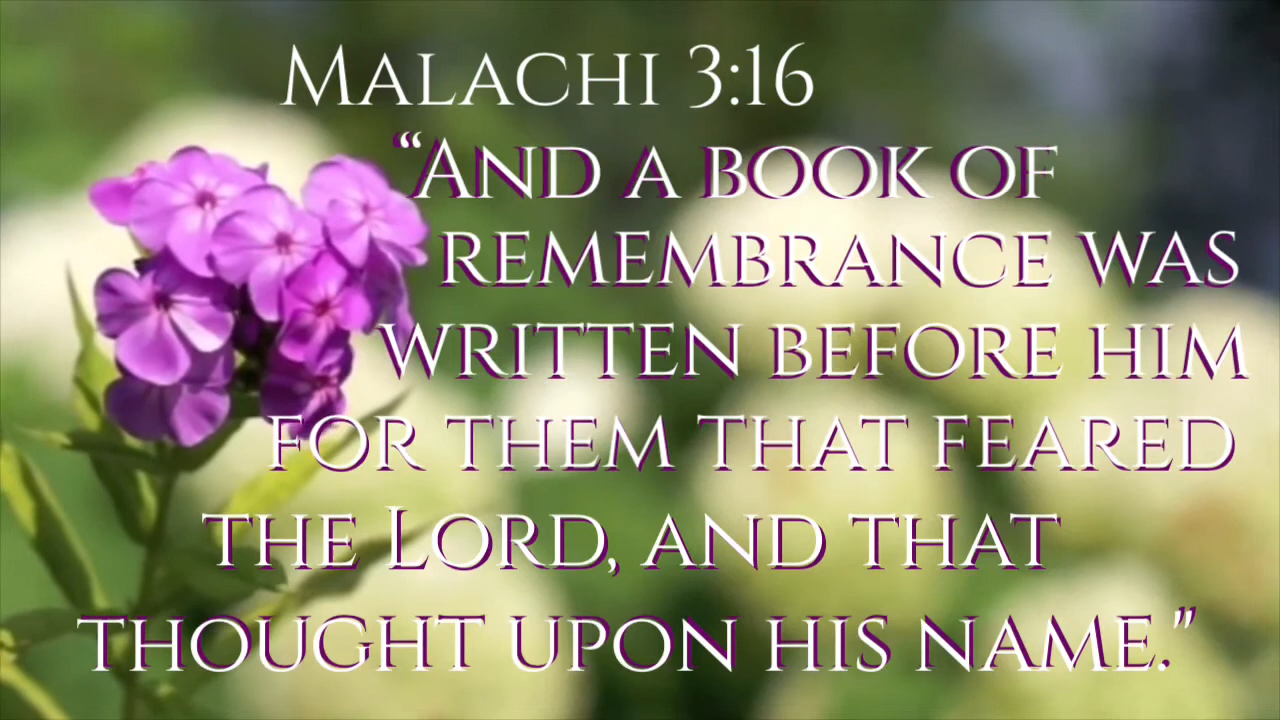 Malachi 3:16
“And a book of
remembrance was
written before him
for them that feared
the Lord, and that
thought upon his name.”